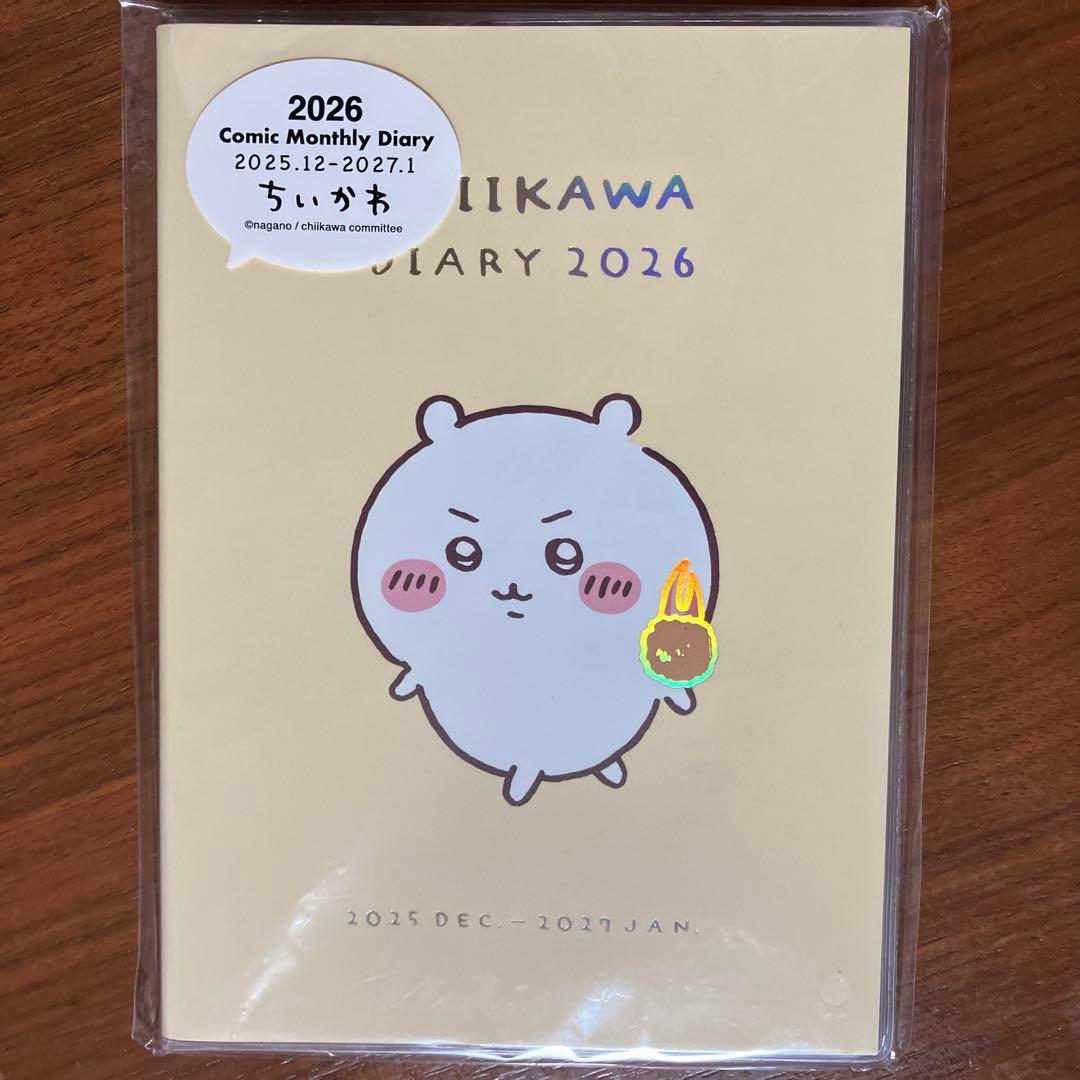 2026
Comic Monthly Diary
2025.12-2027.1
ちいかわ
©nagano / chiikawa committee
IIKAWA
DIARY 2026
2025 DEC. — 2027 JAN.